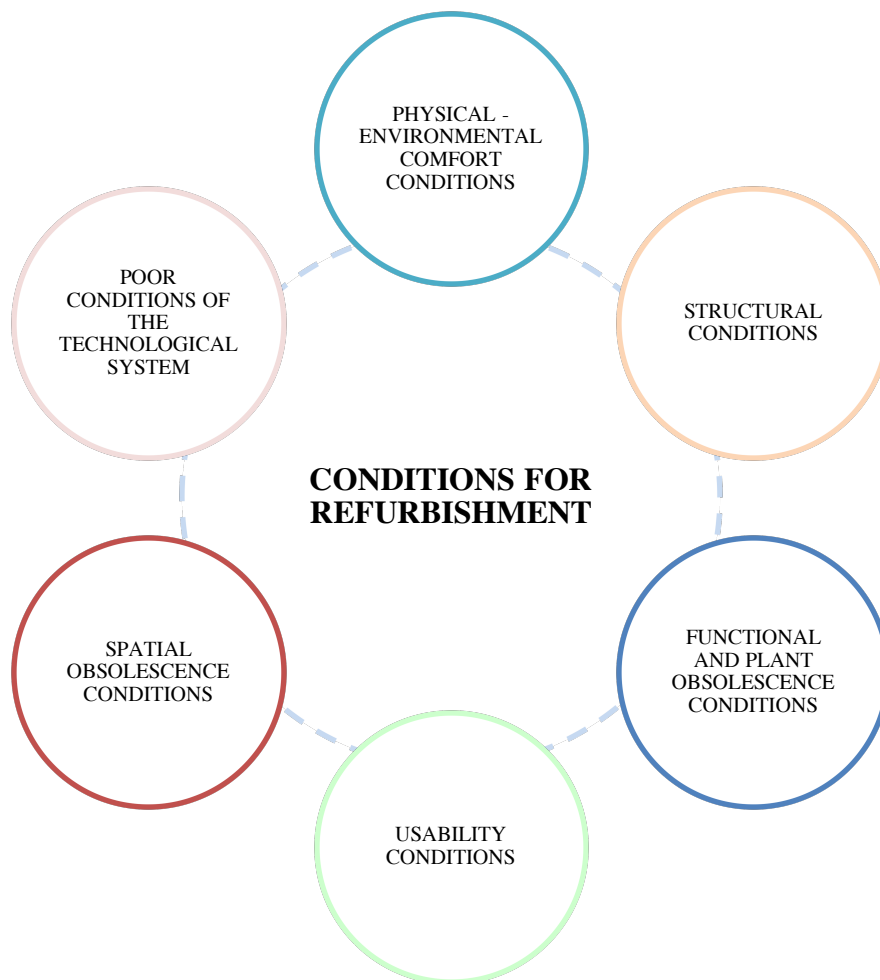 PHYSICAL -
ENVIRONMENTAL
COMFORT
CONDITIONS
STRUCTURAL
CONDITIONS
FUNCTIONAL
AND PLANT
OBSOLESCENCE
CONDITIONS
USABILITY
CONDITIONS
SPATIAL
OBSOLESCENCE
CONDITIONS
POOR
CONDITIONS OF
THE
TECHNOLOGICAL
SYSTEM
CONDITIONS FOR
REFURBISHMENT